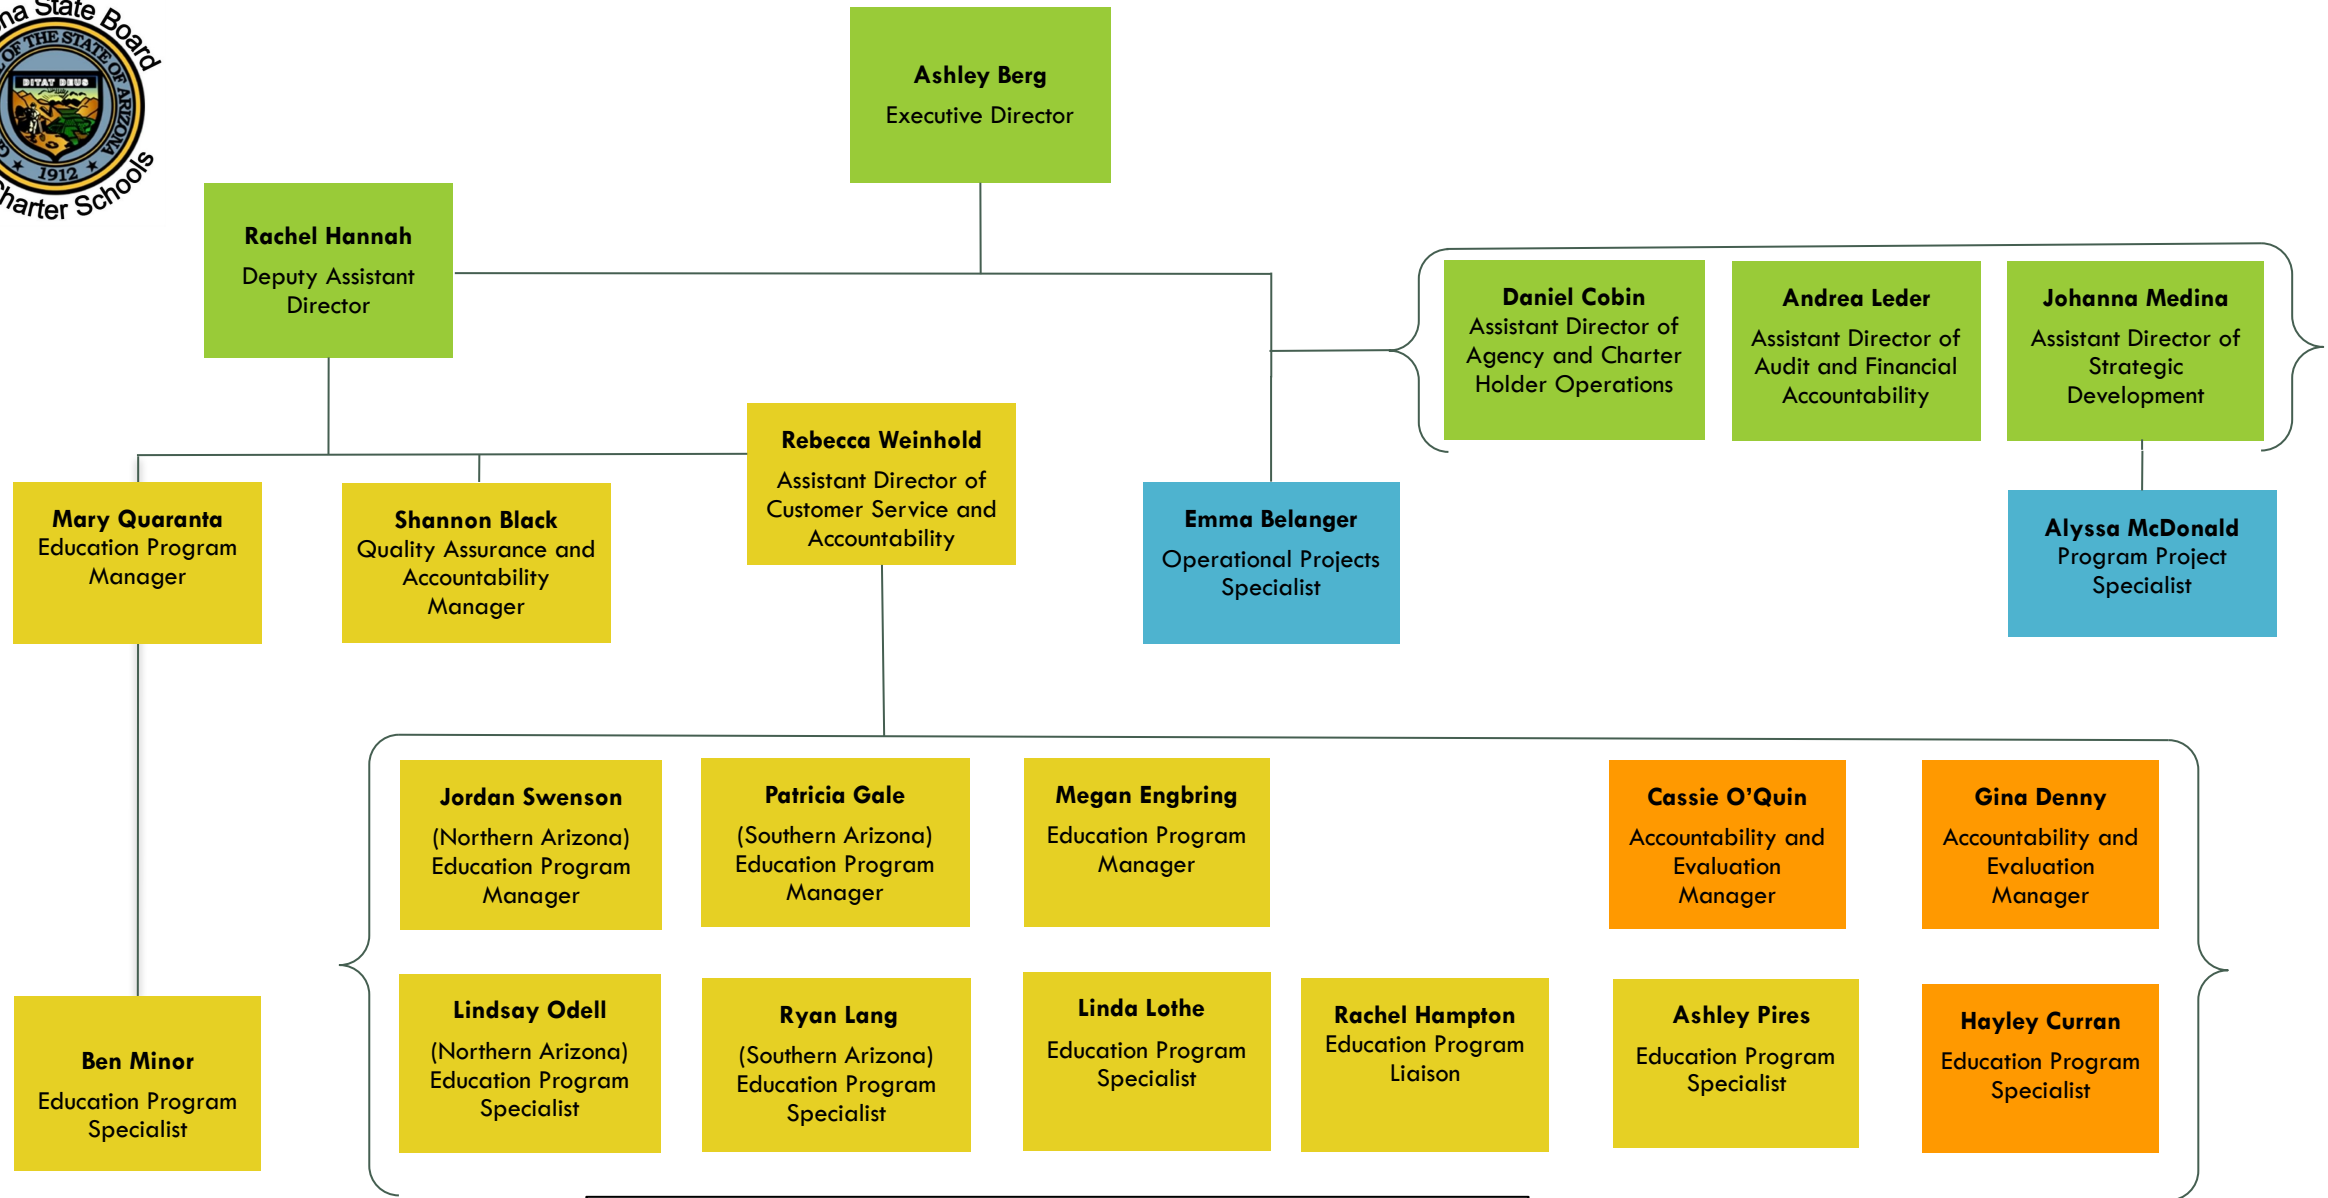 na State Board
OF THE STATE OF ARIZONA
DITAT DEUS
1912
harter Schools
Ashley Berg
Executive Director
Rachel Hannah
Deputy Assistant
Director
Daniel Cobin
Assistant Director of
Agency and Charter
Holder Operations
Andrea Leder
Assistant Director of
Audit and Financial
Accountability
Johanna Medina
Assistant Director of
Strategic
Development
Rebecca Weinhold
Assistant Director of
Customer Service and
Accountability
Mary Quaranta
Education Program
Manager
Shannon Black
Quality Assurance and
Accountability
Manager
Emma Belanger
Operational Projects
Specialist
Alyssa McDonald
Program Project
Specialist
Jordan Swenson
(Northern Arizona)
Education Program
Manager
Patricia Gale
(Southern Arizona)
Education Program
Manager
Megan Engbring
Education Program
Manager
Cassie O’Quin
Accountability and
Evaluation
Manager
Gina Denny
Accountability and
Evaluation
Manager
Ben Minor
Education Program
Specialist
Lindsay Odell
(Northern Arizona)
Education Program
Specialist
Ryan Lang
(Southern Arizona)
Education Program
Specialist
Linda Lothe
Education Program
Specialist
Rachel Hampton
Education Program
Liaison
Ashley Pires
Education Program
Specialist
Hayley Curran
Education Program
Specialist